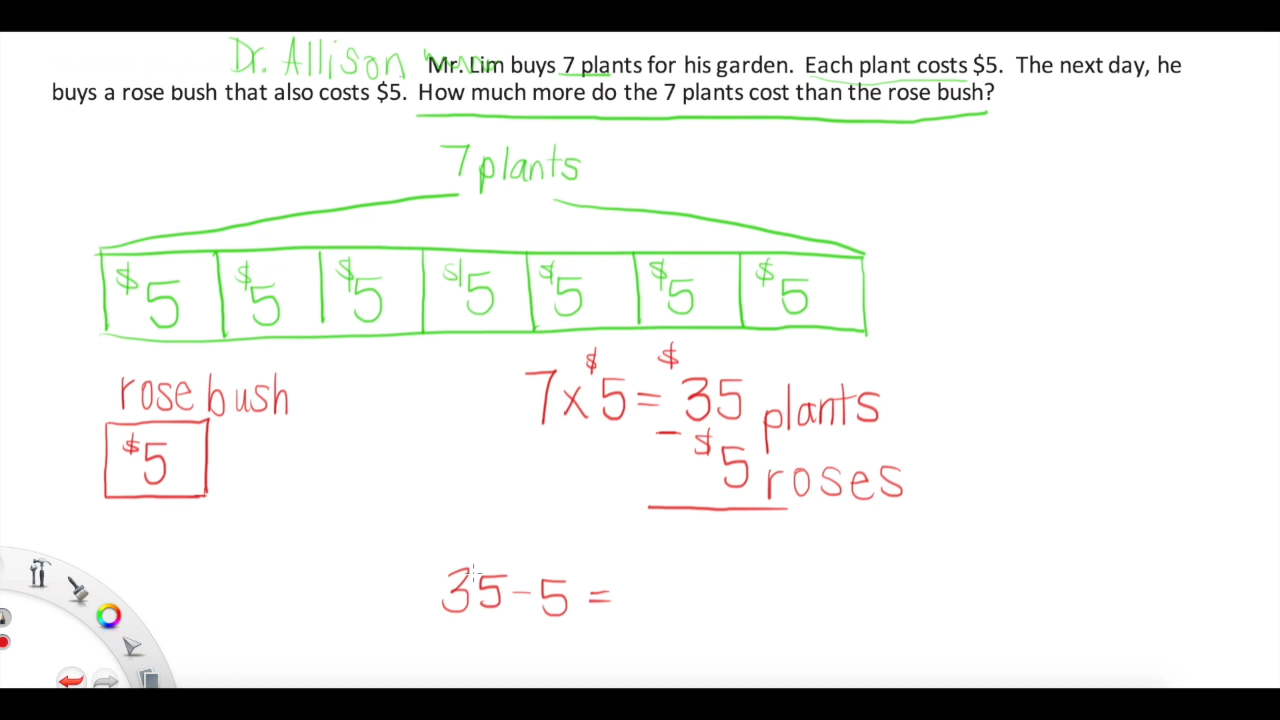 Dr. Allison Mr. Lim buys 7 plants for his garden. Each plant costs $5. The next day, he
buys a rose bush that also costs $5. How much more do the 7 plants cost than the rose bush?
7 plants
$5 $5 $5 $5 $5 $5 $5
rose bush
$5
7 x $5 = $35 plants
- $5 roses
35 - 5 =